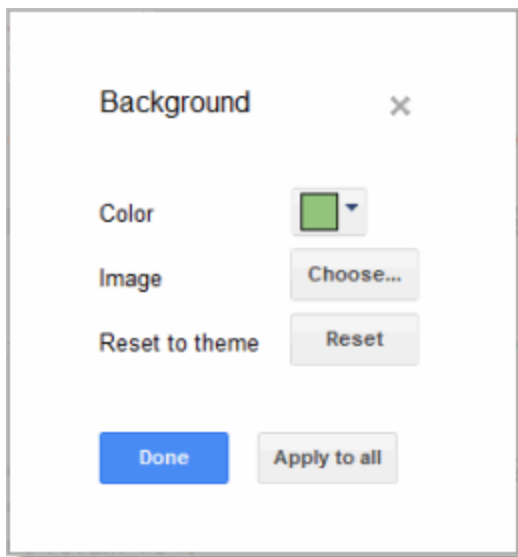 Background
Color
Image Choose...
Reset to theme Reset
Done Apply to all